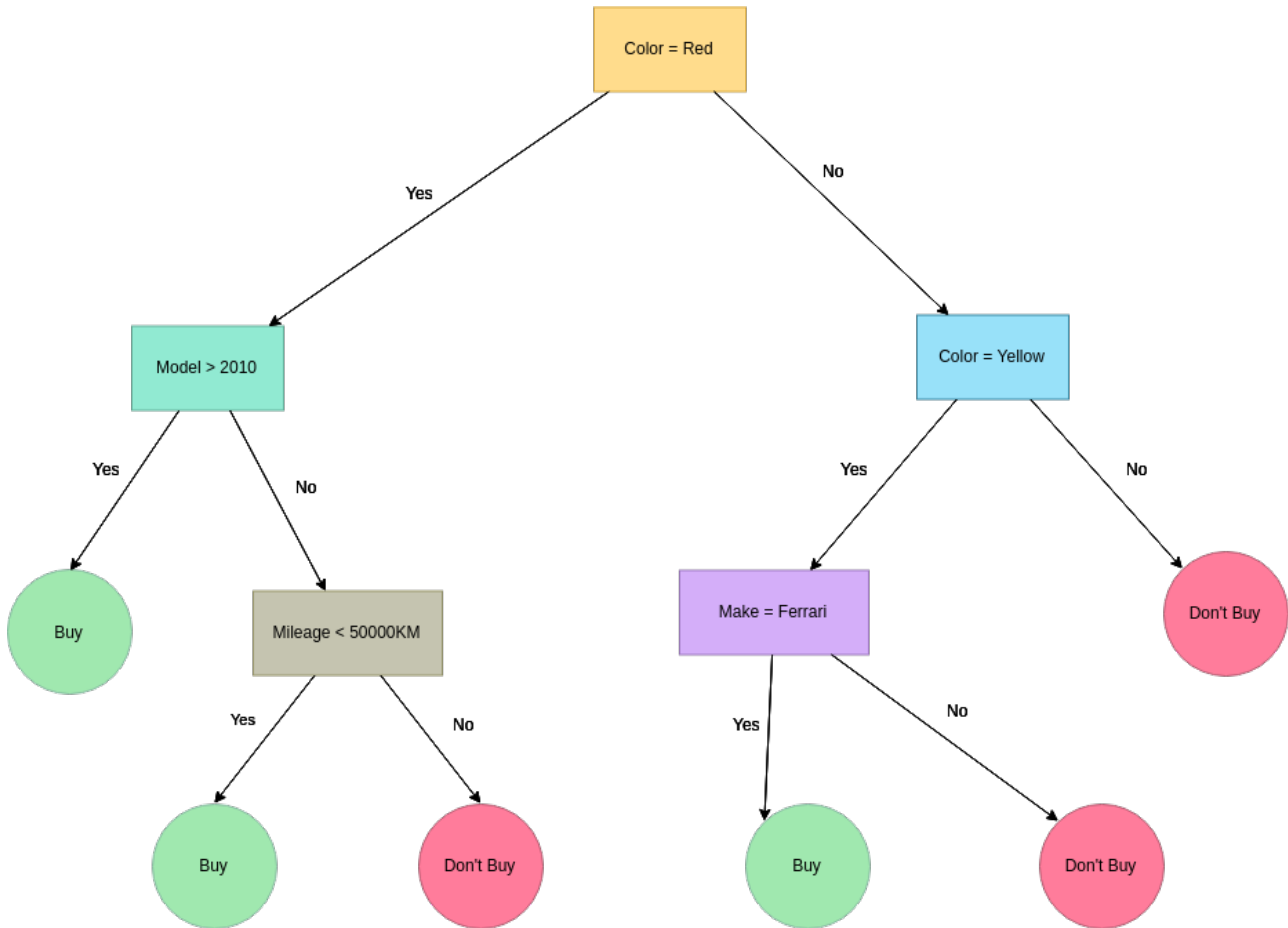 Color = Red
Yes
No
Model > 2010
Color = Yellow
Yes
No
Yes
No
Buy
Mileage < 50000KM
Make = Ferrari
Don't Buy
Yes
No
Yes
No
Buy
Don't Buy
Buy
Don't Buy